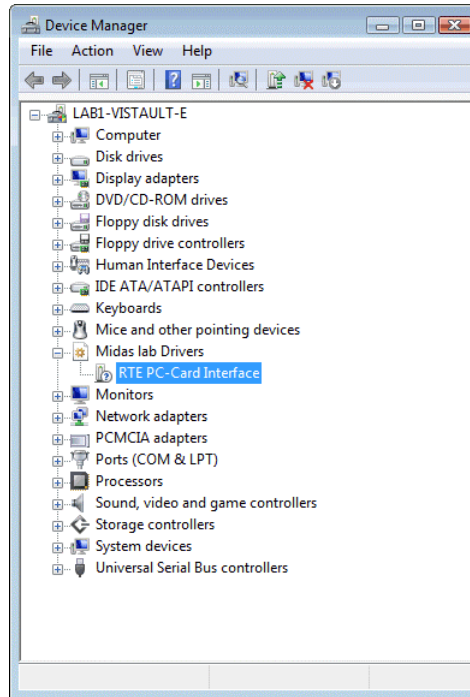 Device Manager
File Action View Help
LAB1-VISTAULT-E
Computer
Disk drives
Display adapters
DVD/CD-ROM drives
Floppy disk drives
Floppy drive controllers
Human Interface Devices
IDE ATA/ATAPI controllers
Keyboards
Mice and other pointing devices
Midas lab Drivers
RTE PC-Card Interface
Monitors
Network adapters
PCMCIA adapters
Ports (COM & LPT)
Processors
Sound, video and game controllers
Storage controllers
System devices
Universal Serial Bus controllers